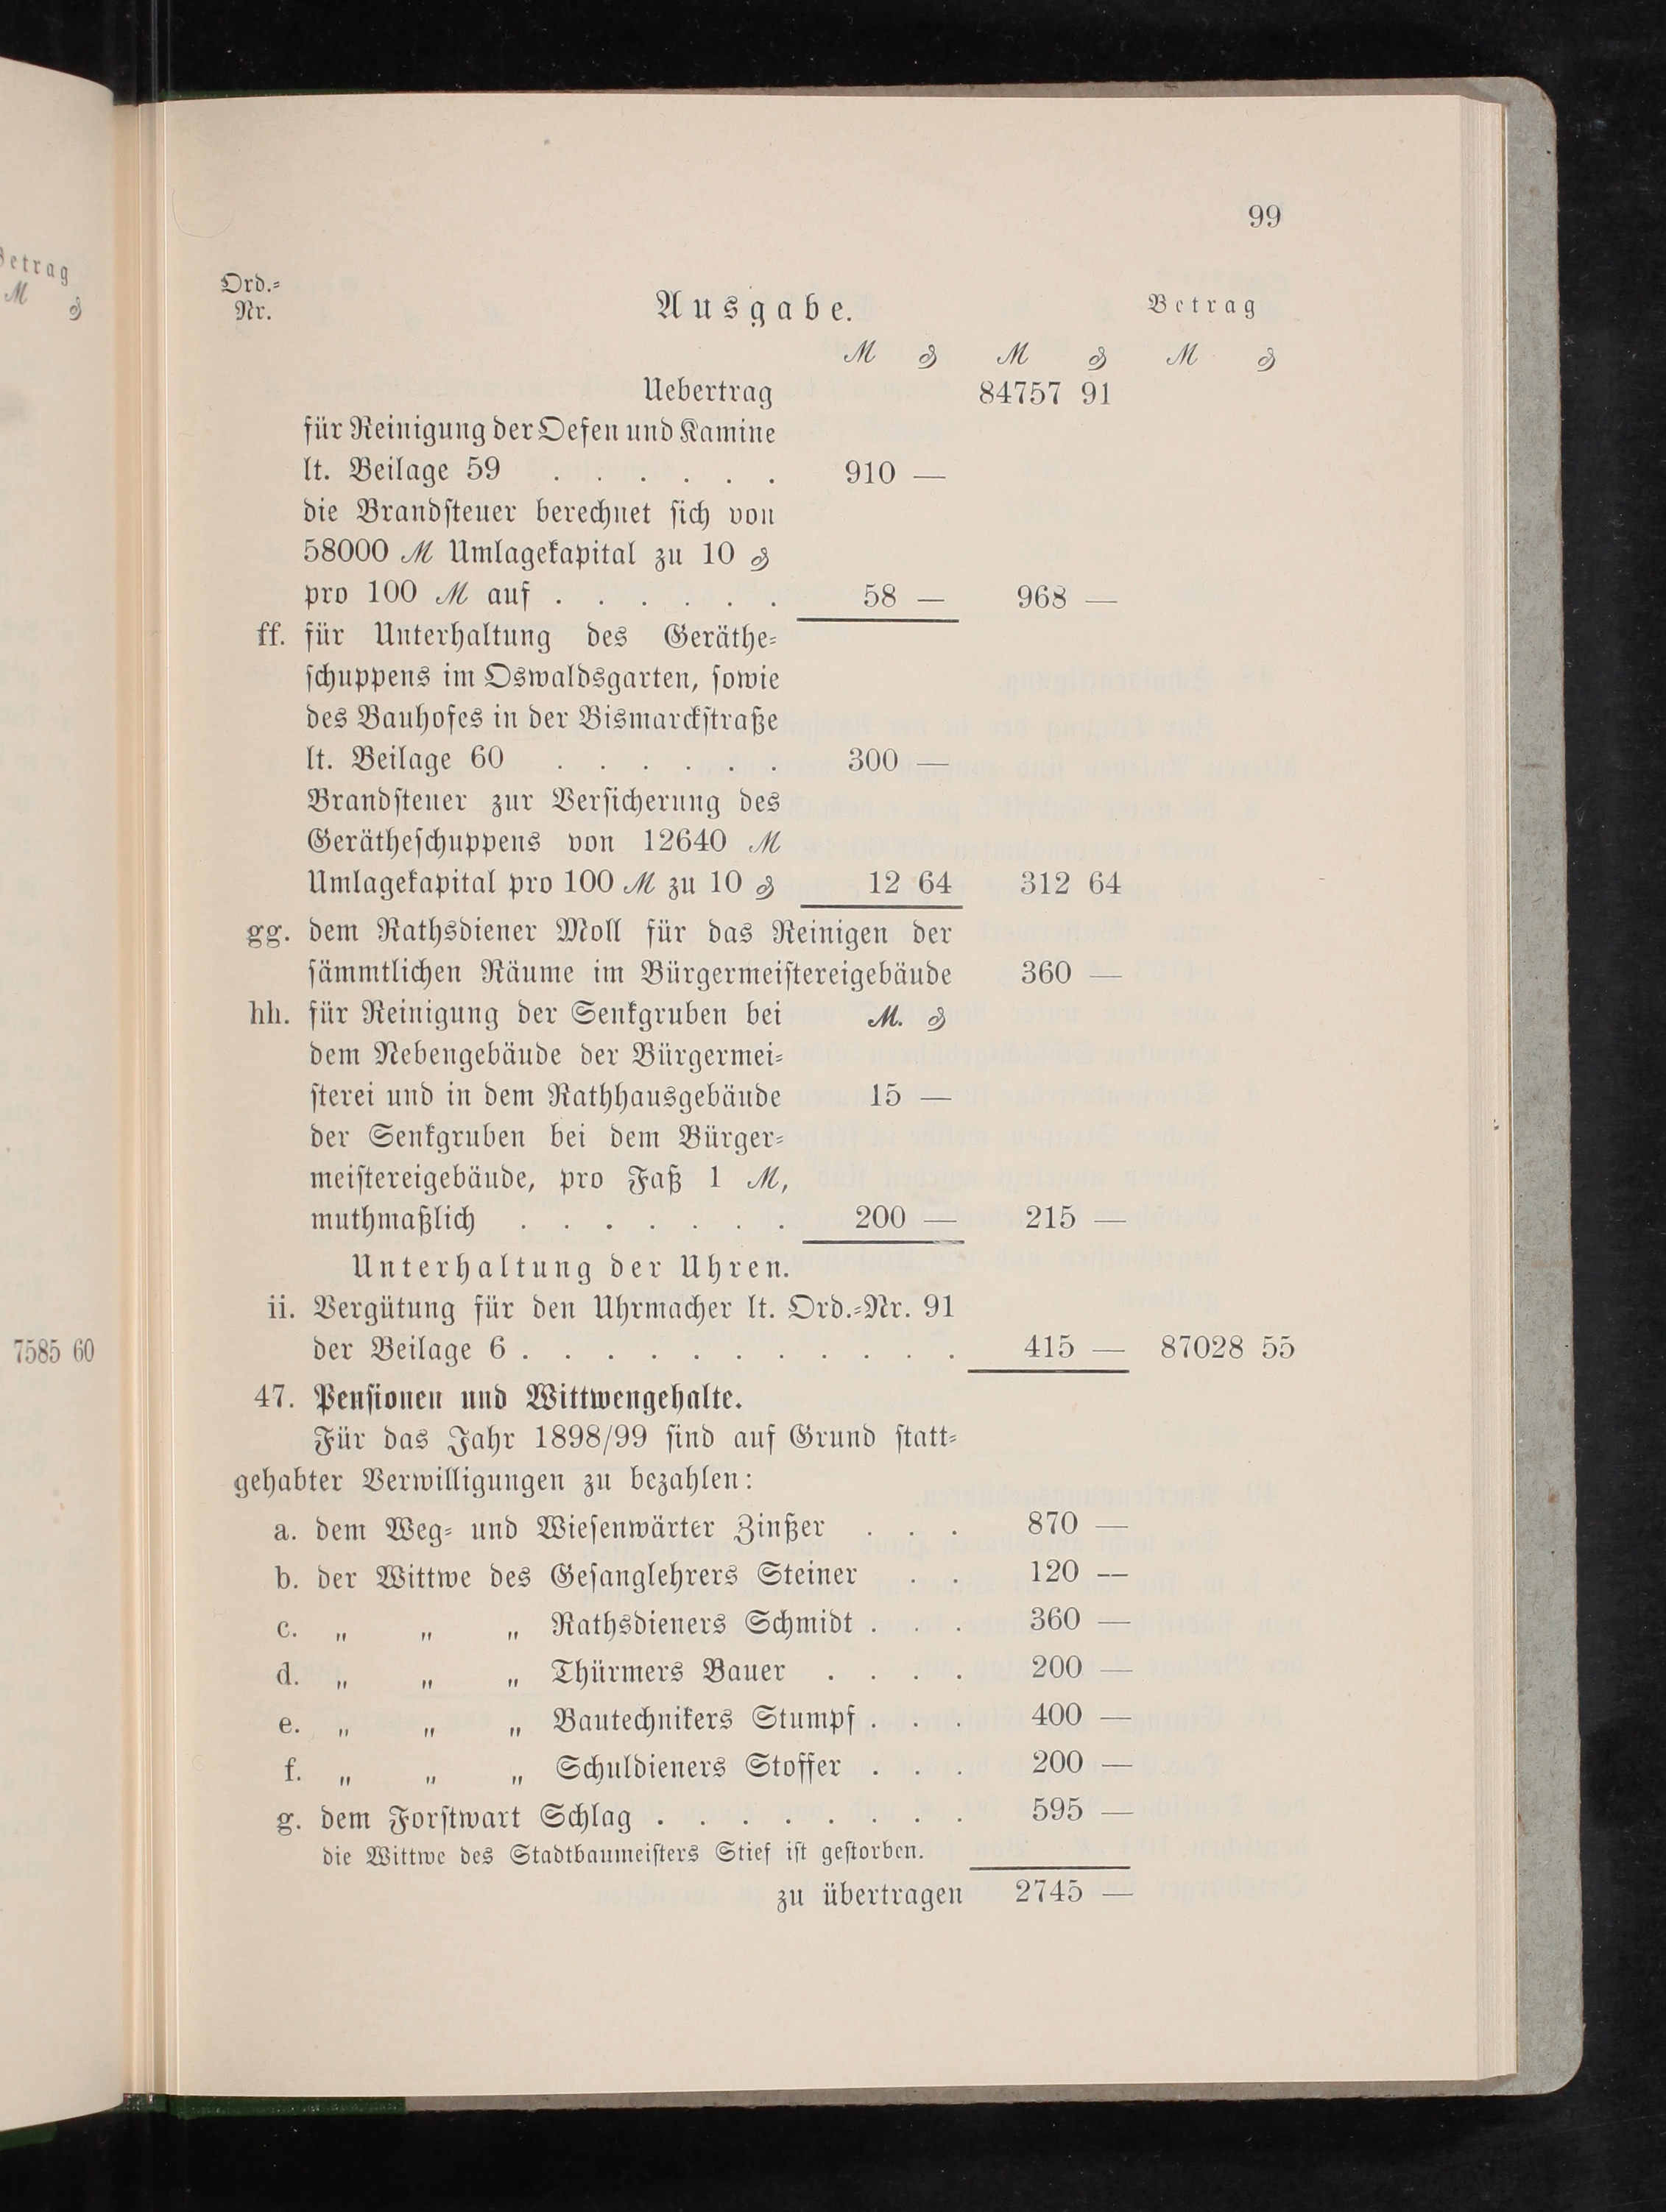 Betrag
M ₰
7585 60
99
Ord.=
Nr.
Ausgabe.
Betrag
M ₰ M ₰ M ₰
Uebertrag 84757 91
für Reinigung der Oefen und Kamine
lt. Beilage 59 . . . . . . 910 —
die Brandsteuer berechnet sich von
58000 M Umlagekapital zu 10 ₰
pro 100 M auf . . . . . . 58 — 968 —
ff. für Unterhaltung des Geräthe=
schuppens im Oswaldsgarten, sowie
des Bauhofes in der Bismarckstraße
lt. Beilage 60 . . . . . . 300 —
Brandsteuer zur Versicherung des
Geräthesschuppens von 12640 M
Umlagekapital pro 100 M zu 10 ₰ 12 64 312 64
gg. dem Rathsdiener Moll für das Reinigen der
sämmtlichen Räume im Bürgermeistereigebäude 360 —
hh. für Reinigung der Senkgruben bei M. ₰
dem Nebengebäude der Bürgermei=
sterei und in dem Rathhausgebäude 15 —
der Senkgruben bei dem Bürger=
meistereigebäude, pro Faß 1 M,
muthmaßlich . . . . . . . 200 — 215 —
Unterhaltung der Uhren.
ii. Vergütung für den Uhrmacher lt. Ord.=Nr. 91
der Beilage 6 . . . . . . . . . . . 415 — 87028 55
47. Pensionen und Wittwengehalte.
Für das Jahr 1898/99 sind auf Grund statt=
gehabter Verwilligungen zu bezahlen:
a. dem Weg= und Wiesenwärter Zinßer . . . 870 —
b. der Wittwe des Gesanglehrers Steiner . . 120 —
c. „ „ „ Rathsdieners Schmidt . . . 360 —
d. „ „ „ Thürmers Bauer . . . . 200 —
e. „ „ „ Bautechnikers Stumpf . . . 400 —
f. „ „ „ Schuldieners Stoffer . . . 200 —
g. dem Forstwart Schlag . . . . . . . . 595 —
die Wittwe des Stadtbaumeisters Stief ist gestorben.
zu übertragen 2745 —